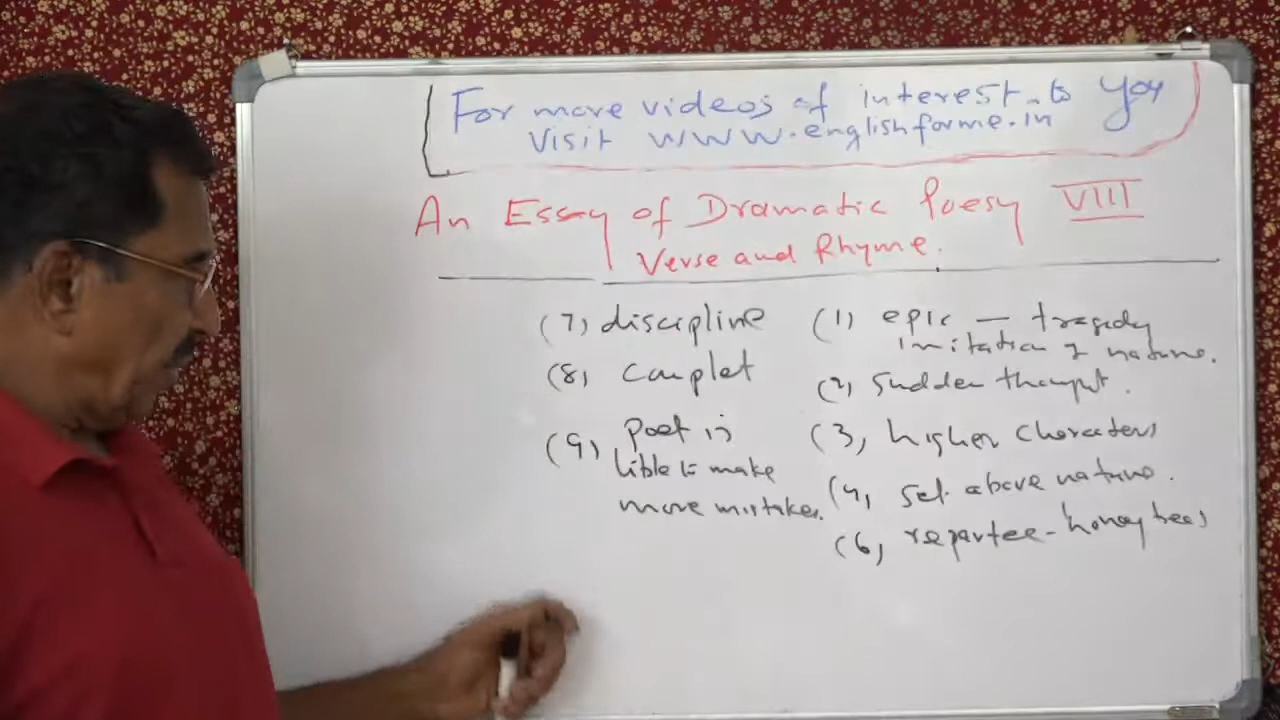 For more videos of interest to you
Visit www.englishforme.in
An Essay of Dramatic Poesy VIII
Verse and Rhyme.
(1) epic — tragedy
imitation of nature.
(2) Sudden thought.
(3) higher characters
(4) set above nature.
(6) repartee - honey bees
(7) discipline
(8) couplet
(9) Poet is
lible to make
more mistakes.